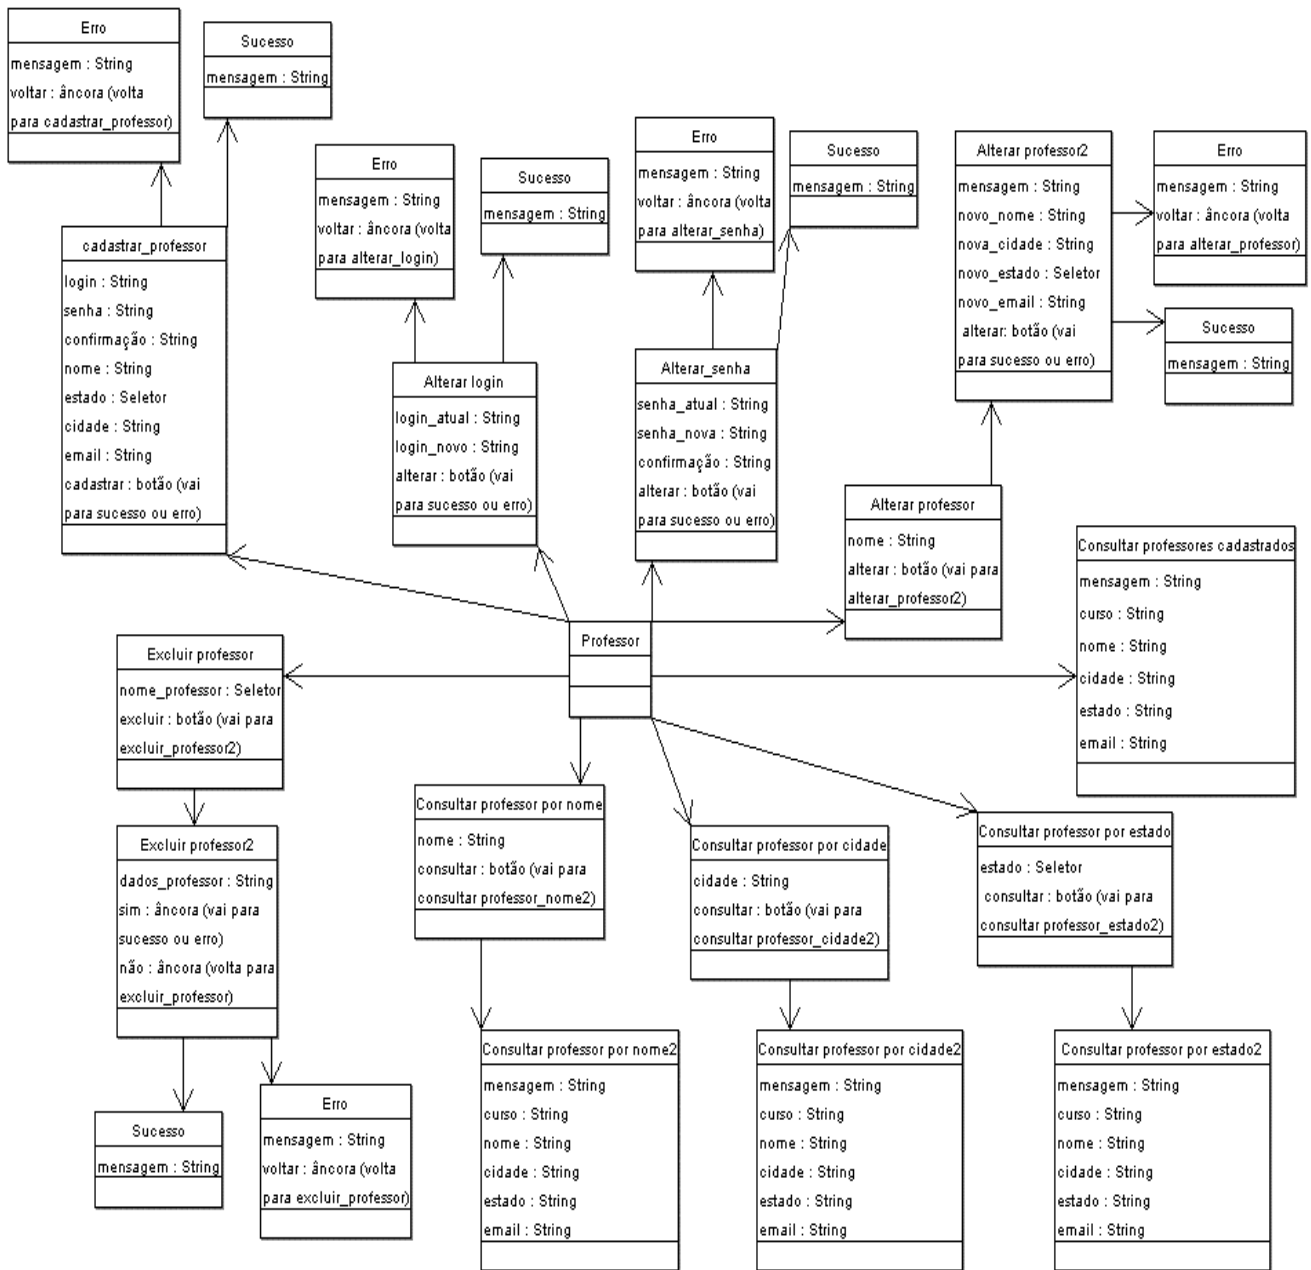 Erro
mensagem : String
voltar : âncora (volta
para cadastrar_professor)
Sucesso
mensagem : String
cadastrar_professor
login : String
senha : String
confirmação : String
nome : String
estado : Seletor
cidade : String
email : String
cadastrar : botão (vai
para sucesso ou erro)
Erro
mensagem : String
voltar : âncora (volta
para alterar_login)
Sucesso
mensagem : String
Alterar login
login_atual : String
login_novo : String
alterar : botão (vai
para sucesso ou erro)
Erro
mensagem : String
voltar : âncora (volta
para alterar_senha)
Sucesso
mensagem : String
Alterar_senha
senha_atual : String
senha_nova : String
confirmação : String
alterar : botão (vai
para sucesso ou erro)
Alterar professor2
mensagem : String
novo_nome : String
nova_cidade : String
novo_estado : Seletor
novo_email : String
alterar: botão (vai
para sucesso ou erro)
Erro
mensagem : String
voltar : âncora (volta
para alterar_professor)
Sucesso
mensagem : String
Alterar professor
nome : String
alterar : botão (vai para
alterar_professor2)
Consultar professores cadastrados
mensagem : String
curso : String
nome : String
cidade : String
estado : String
email : String
Professor
Excluir professor
nome_professor : Seletor
excluir : botão (vai para
excluir_professor2)
Excluir professor2
dados_professor : String
sim : âncora (vai para
sucesso ou erro)
não : âncora (volta para
excluir_professor)
Sucesso
mensagem : String
Erro
mensagem : String
voltar : âncora (volta
para excluir_professor)
Consultar professor por nome
nome : String
consultar : botão (vai para
consultar professor_nome2)
Consultar professor por cidade
cidade : String
consultar : botão (vai para
consultar professor_cidade2)
Consultar professor por estado
estado : Seletor
consultar : botão (vai para
consultar professor_estado2)
Consultar professor por nome2
mensagem : String
curso : String
nome : String
cidade : String
estado : String
email : String
Consultar professor por cidade2
mensagem : String
curso : String
nome : String
cidade : String
estado : String
email : String
Consultar professor por estado2
mensagem : String
curso : String
nome : String
cidade : String
estado : String
email : String